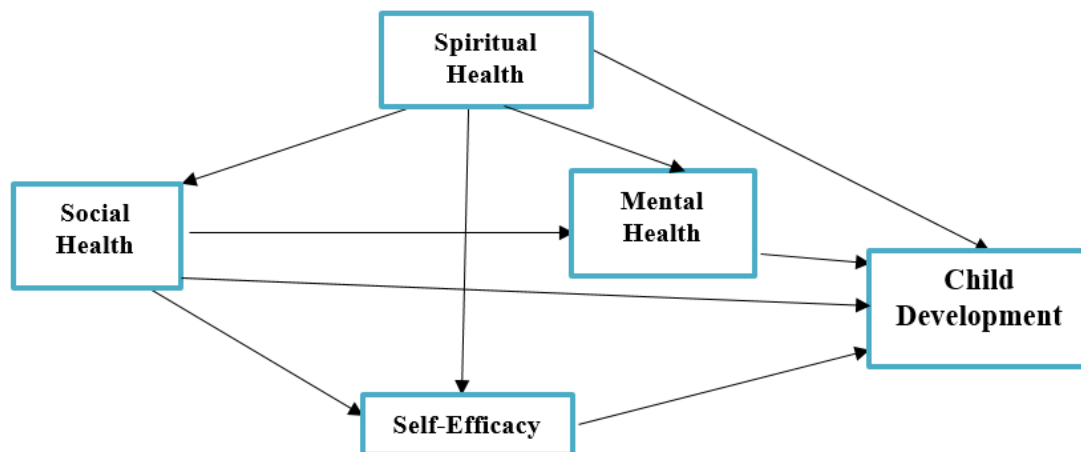 Spiritual
Health
Social
Health
Mental
Health
Child
Development
Self-Efficacy